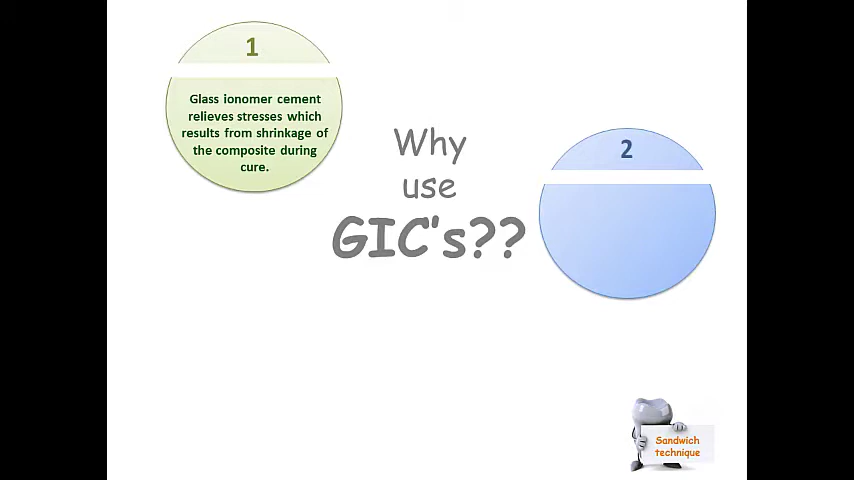 1
Glass ionomer cement
relieves stresses which
results from shrinkage of
the composite during
cure.
Why
use
GIC's??
2
Sandwich
technique